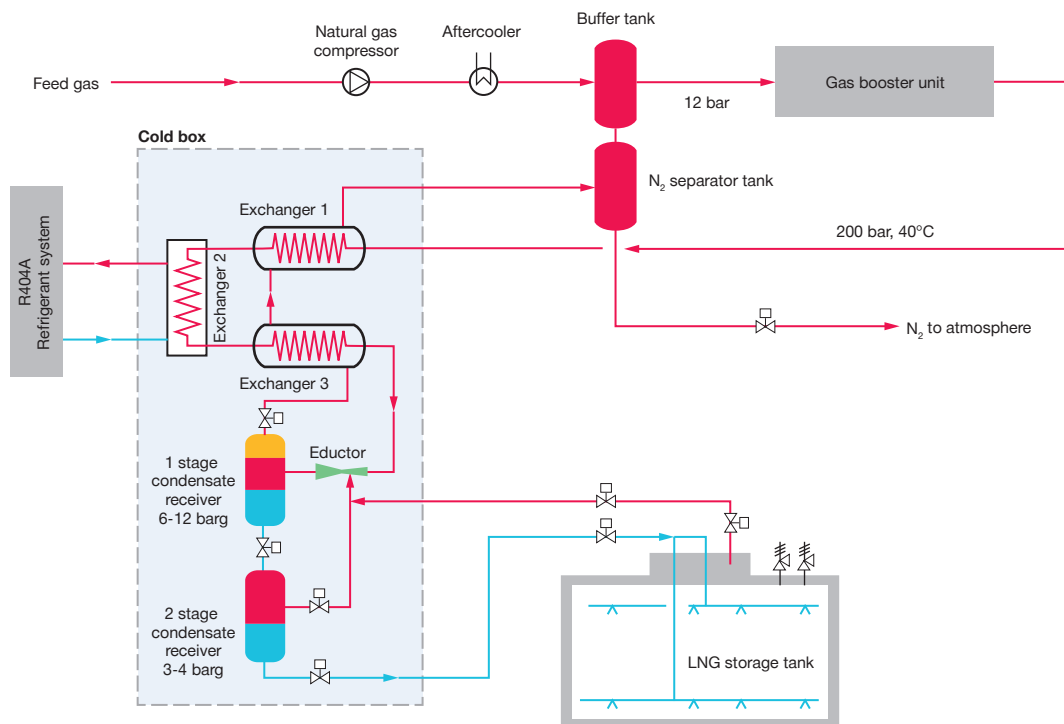 Buffer tank
Natural gas
compressor
Aftercooler
Feed gas
12 bar
Gas booster unit
Cold box
N₂ separator tank
Exchanger 1
200 bar, 40ºC
R404A
Refrigerant system
Exchanger 2
N₂ to atmosphere
Exchanger 3
Eductor
1 stage
condensate
receiver
6-12 barg
2 stage
condensate
receiver
3-4 barg
LNG storage tank